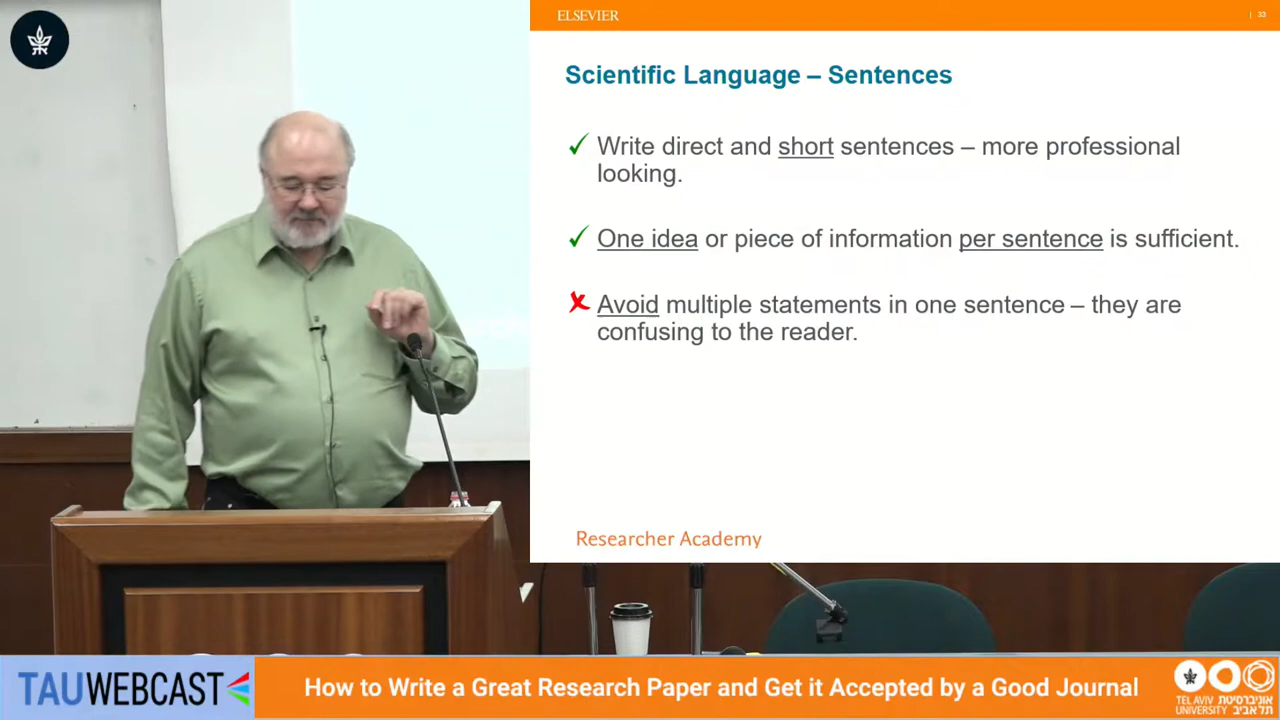 ELSEVIER
| 33
Scientific Language – Sentences
Write direct and short sentences – more professional
looking.
One idea or piece of information per sentence is sufficient.
Avoid multiple statements in one sentence – they are
confusing to the reader.
Researcher Academy
TAUWEBCAST
How to Write a Great Research Paper and Get it Accepted by a Good Journal
TEL AVIV אוניברסיטת
UNIVERSITY תל אביב